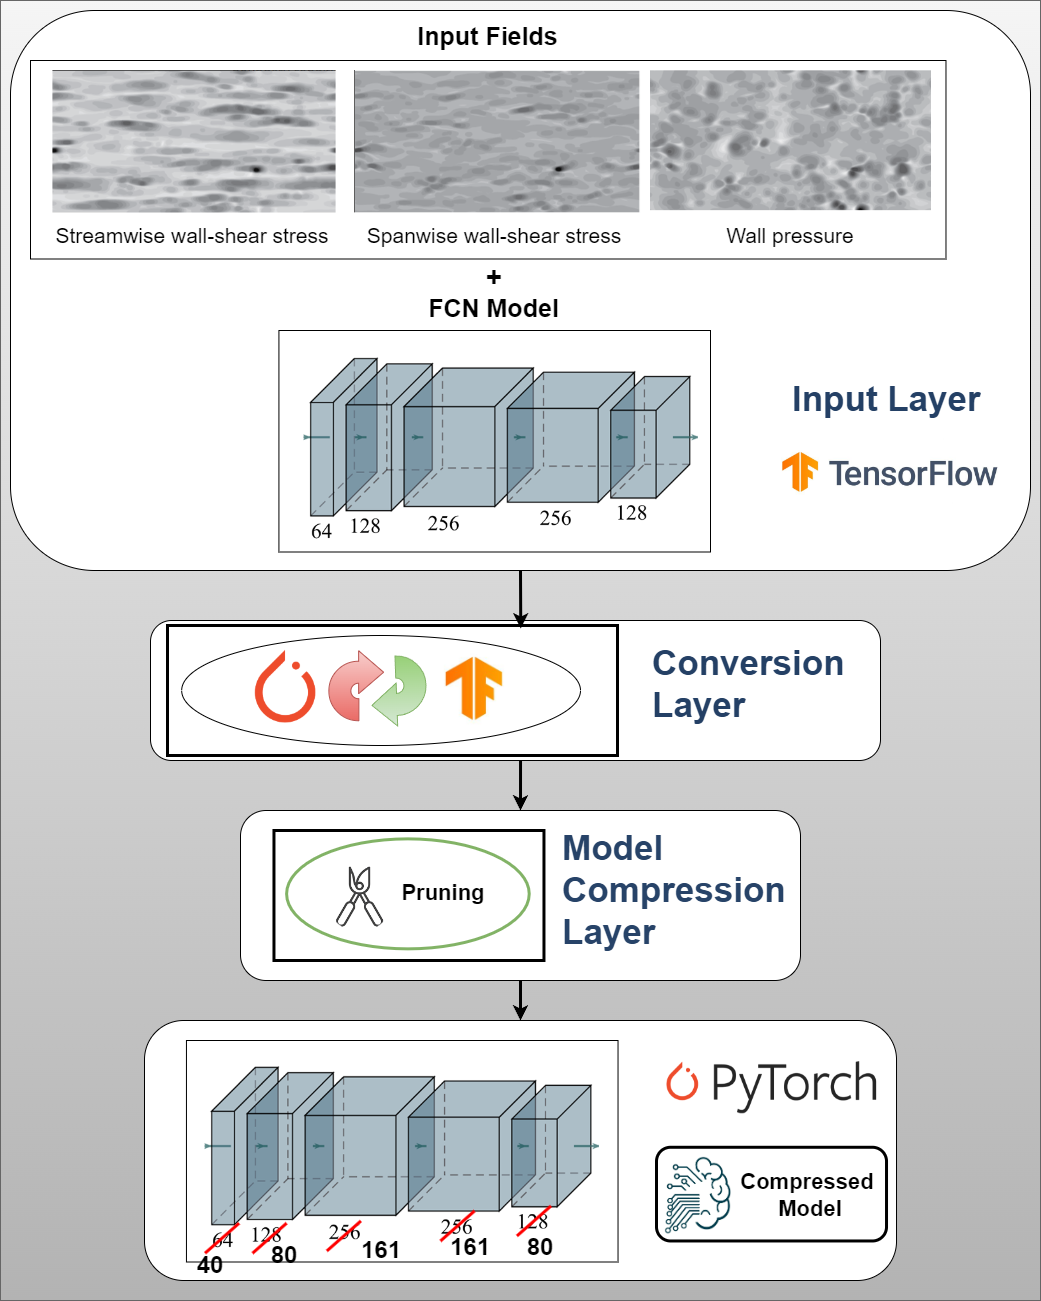 Input Fields
Streamwise wall-shear stress
Spanwise wall-shear stress
Wall pressure
+
FCN Model
64
128
256
256
128
Input Layer
TensorFlow
Conversion
Layer
Pruning
Model
Compression
Layer
64
128
256
256
128
40
80
161
161
80
PyTorch
Compressed
Model